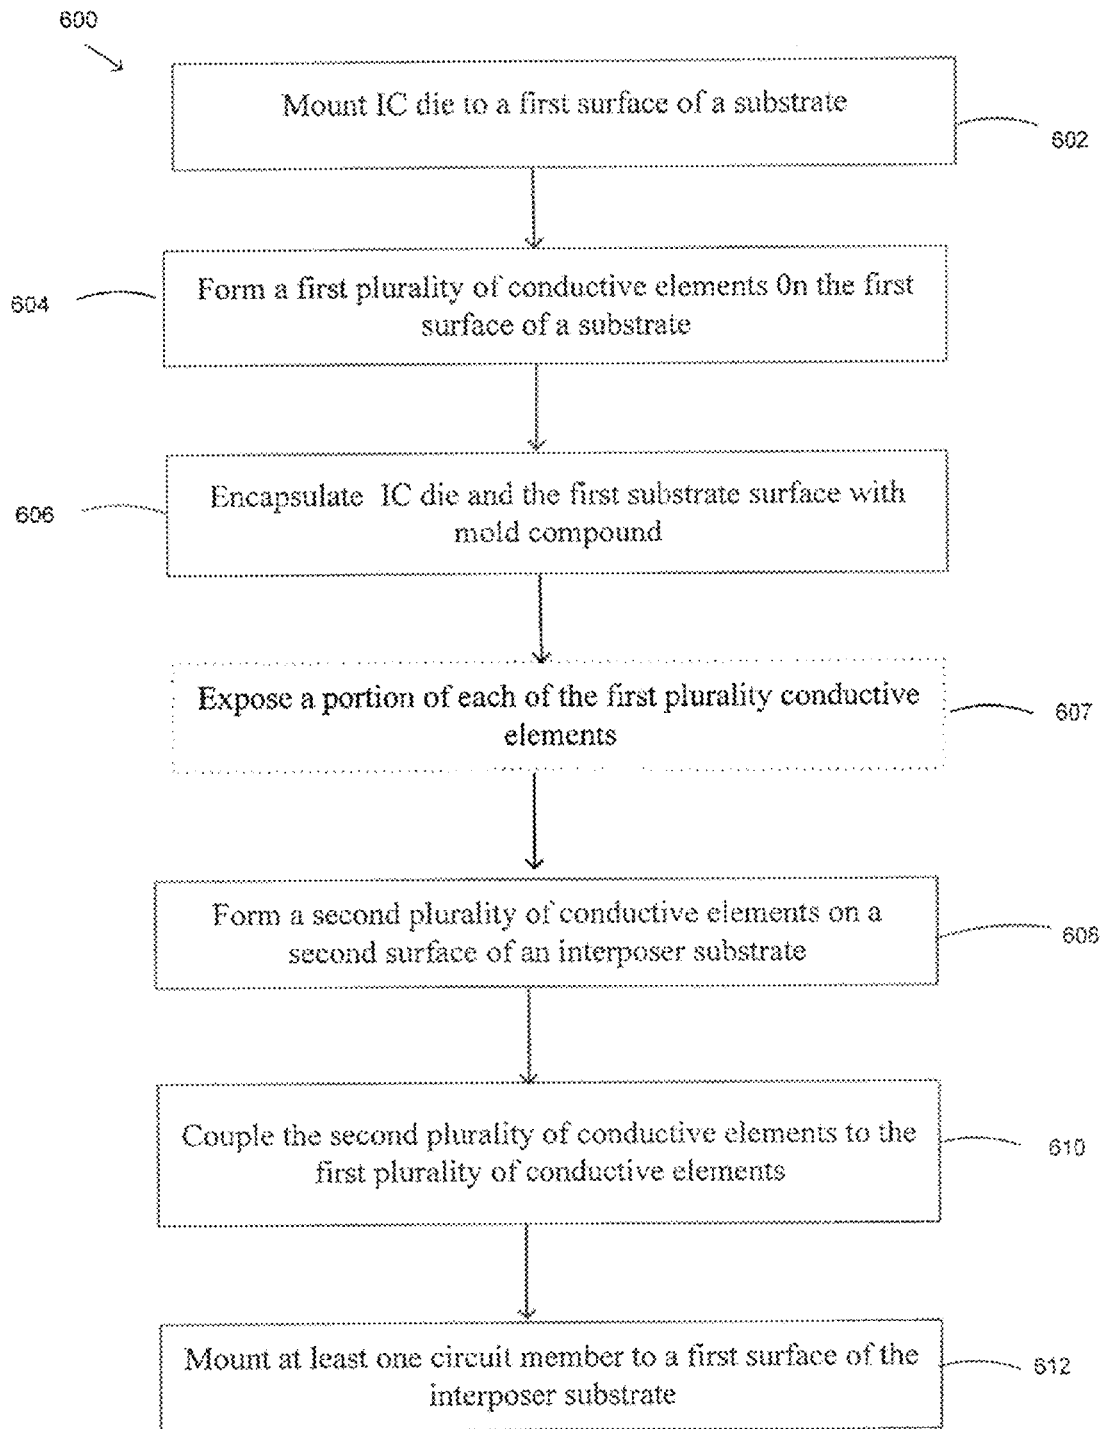 600
Mount IC die to a first surface of a substrate
602
604
Form a first plurality of conductive elements 0n the first
surface of a substrate
606
Encapsulate IC die and the first substrate surface with
mold compound
Expose a portion of each of the first plurality conductive
elements
607
Form a second plurality of conductive elements on a
second surface of an interposer substrate
608
Couple the second plurality of conductive elements to the
first plurality of conductive elements
610
Mount at least one circuit member to a first surface of the
interposer substrate
612